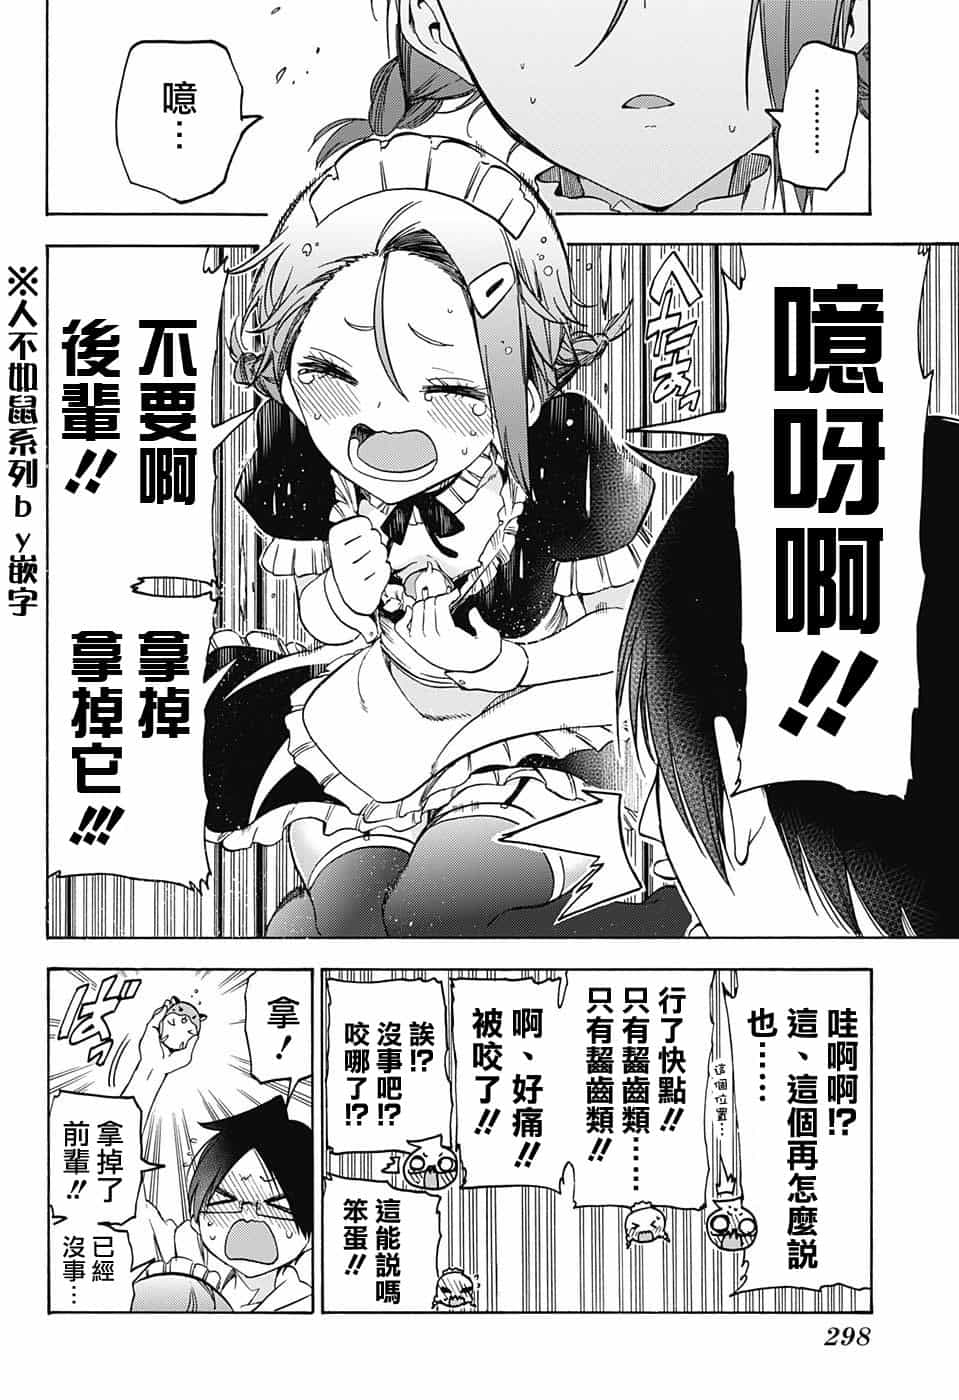 ………
噫…
噫呀啊!!
へたぁっ
不要啊
後輩!!
拿掉
拿掉它!!!
※人不如鼠系列by嵌字
哇啊啊!?
這、這個再怎麼說
也……
這個位置…
行了快點!!
只有齧齒類……
只有齧齒類!!
啊、好痛!!
被咬了!!
誒!?
沒事吧!?
咬哪了!?
這能說嗎
笨蛋!!
拿!
ばっ
拿掉了
前輩!!
已經
沒事…
298